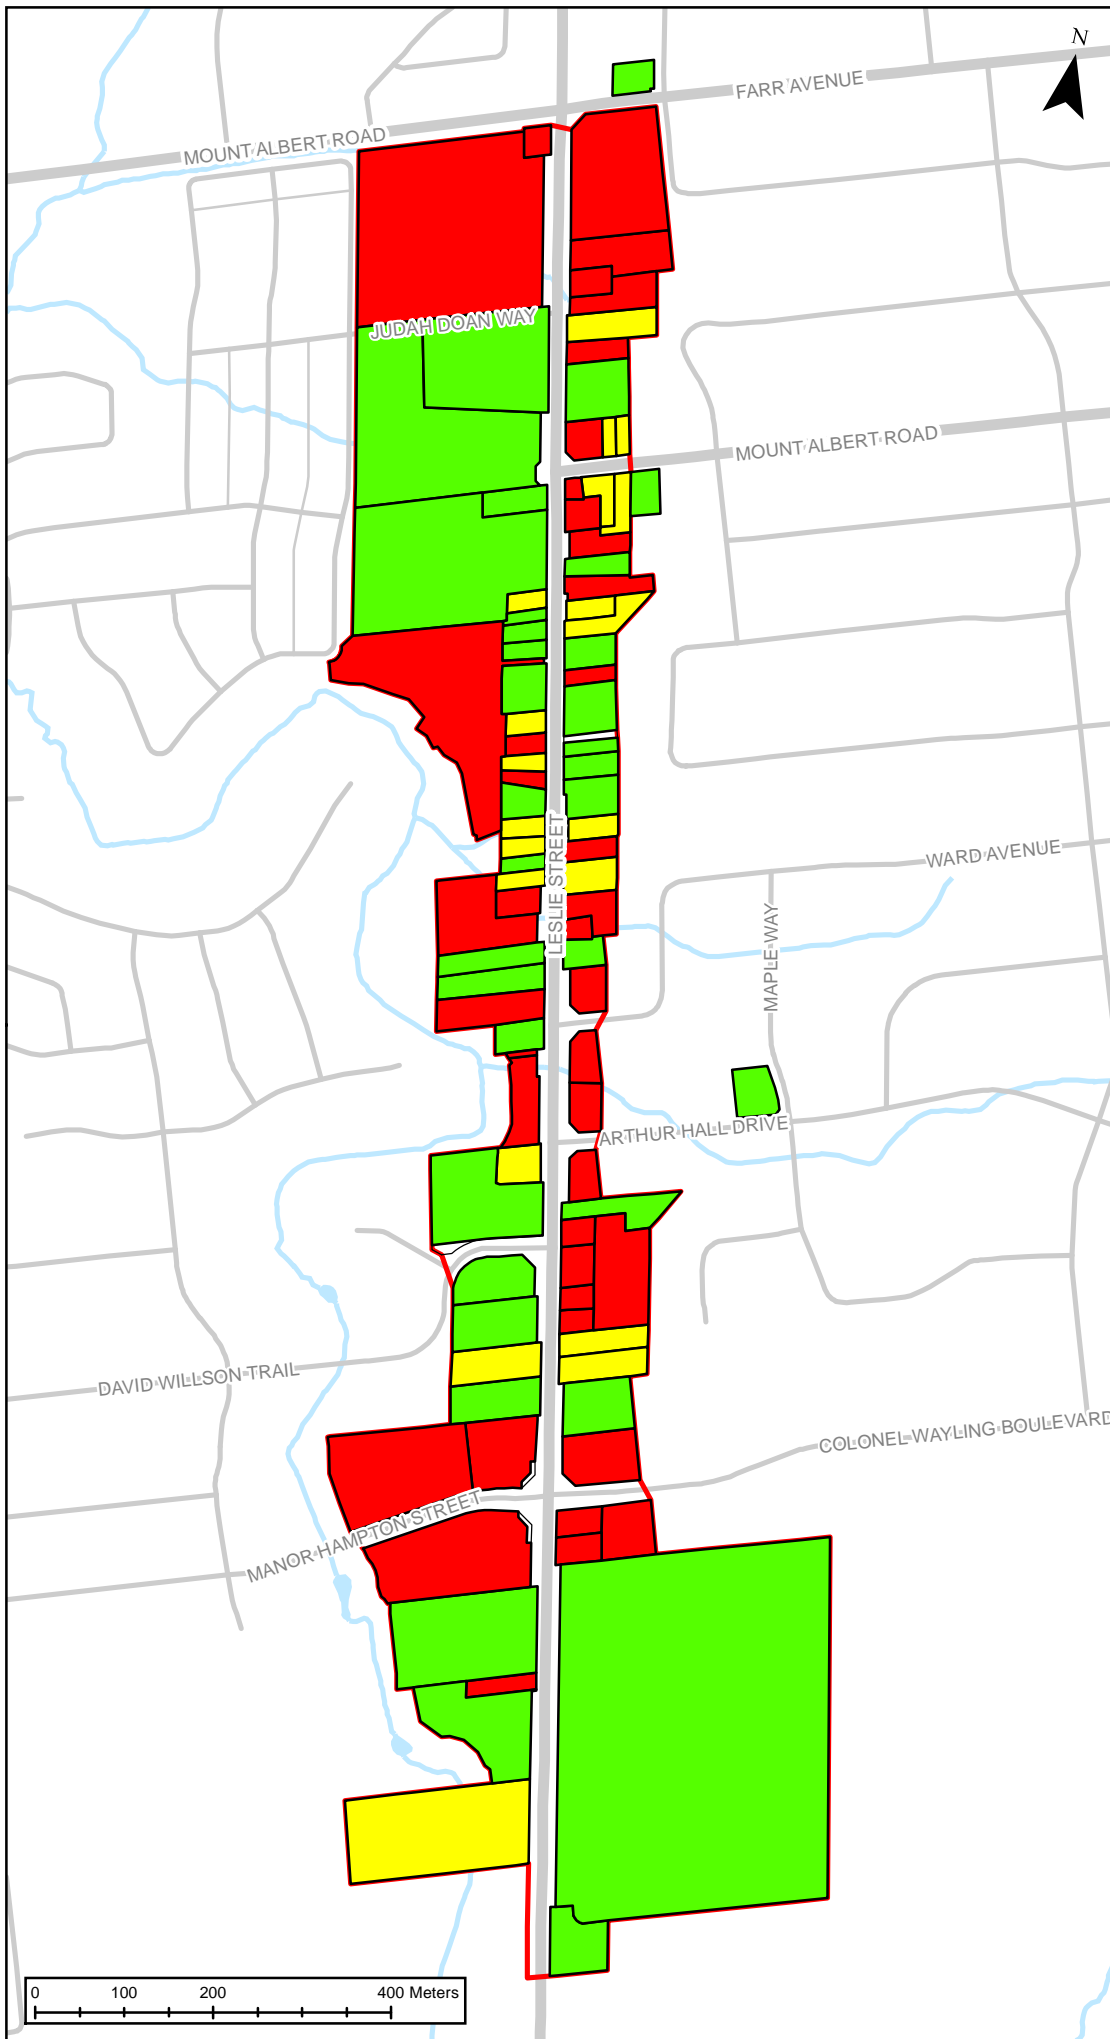 N
FARR AVENUE
MOUNT ALBERT ROAD
JUDAH DOAN WAY
MOUNT ALBERT ROAD
LESLIE STREET
WARD AVENUE
MAPLE WAY
ARTHUR HALL DRIVE
DAVID WILLSON TRAIL
COLONEL WAYLING BOULEVARD
MANOR HAMPTON STREET
0 100 200 400 Meters